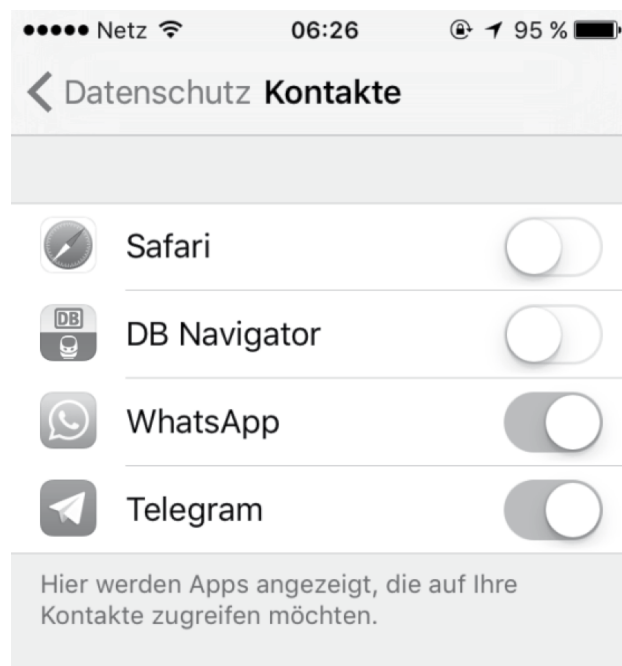 Netz 06:26 95 %
Datenschutz Kontakte
Safari
DB
DB Navigator
WhatsApp
Telegram
Hier werden Apps angezeigt, die auf Ihre
Kontakte zugreifen möchten.